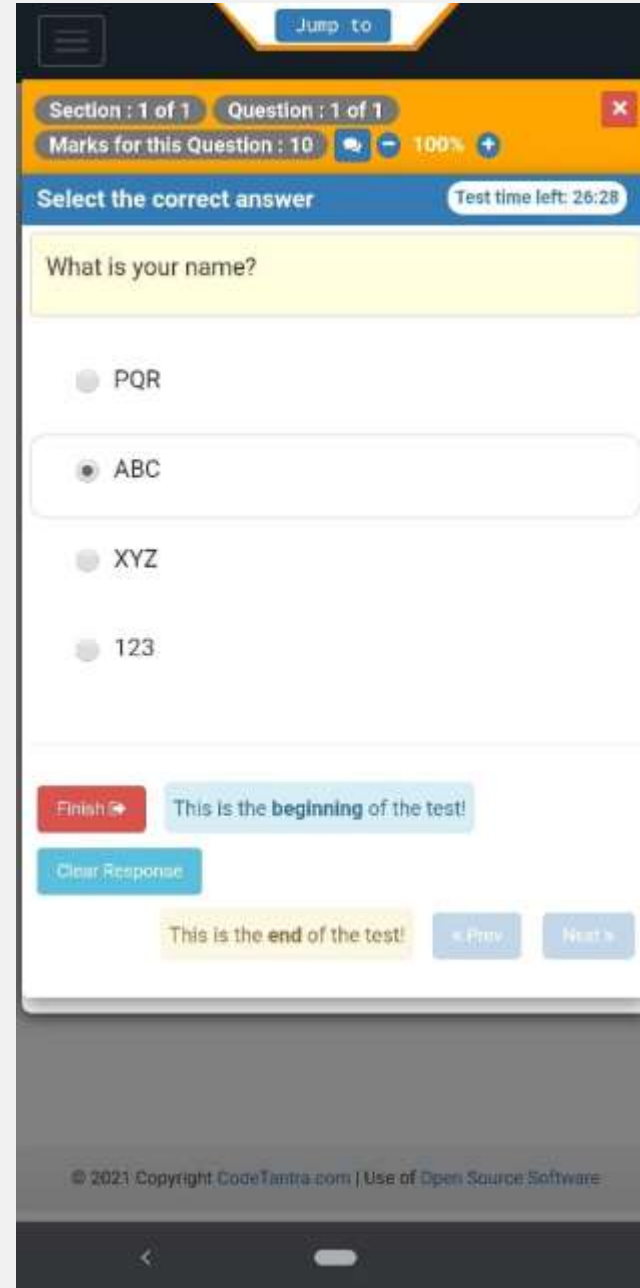 Jump to
Section : 1 of 1 Question : 1 of 1
Marks for this Question : 10 100%
Select the correct answer Test time left: 26:28
What is your name?
PQR
ABC
XYZ
123
Finish This is the beginning of the test!
Clear Response
This is the end of the test! « Prev Next »
© 2021 Copyright CodeTantra.com | Use of Open Source Software